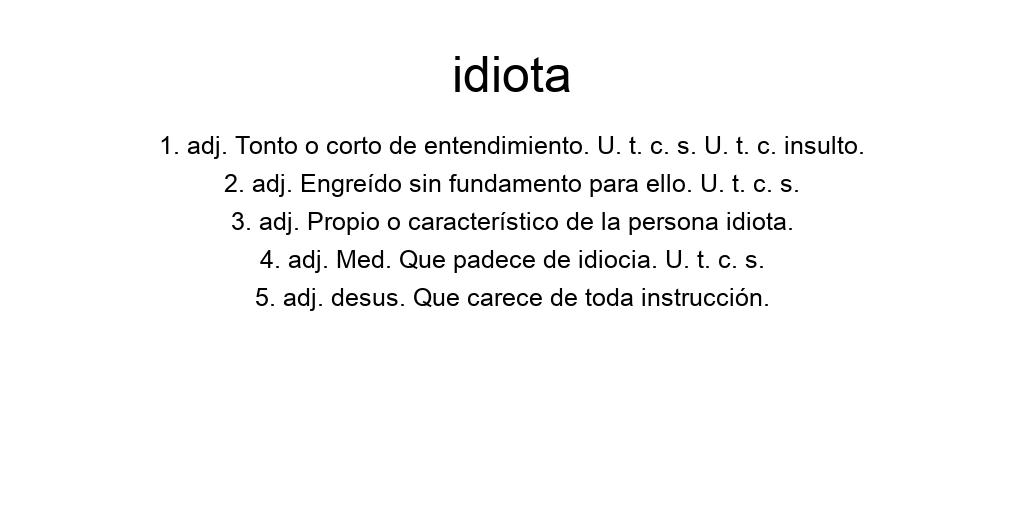 idiota
1. adj. Tonto o corto de entendimiento. U. t. c. s. U. t. c. insulto.
2. adj. Engreído sin fundamento para ello. U. t. c. s.
3. adj. Propio o característico de la persona idiota.
4. adj. Med. Que padece de idiocia. U. t. c. s.
5. adj. desus. Que carece de toda instrucción.